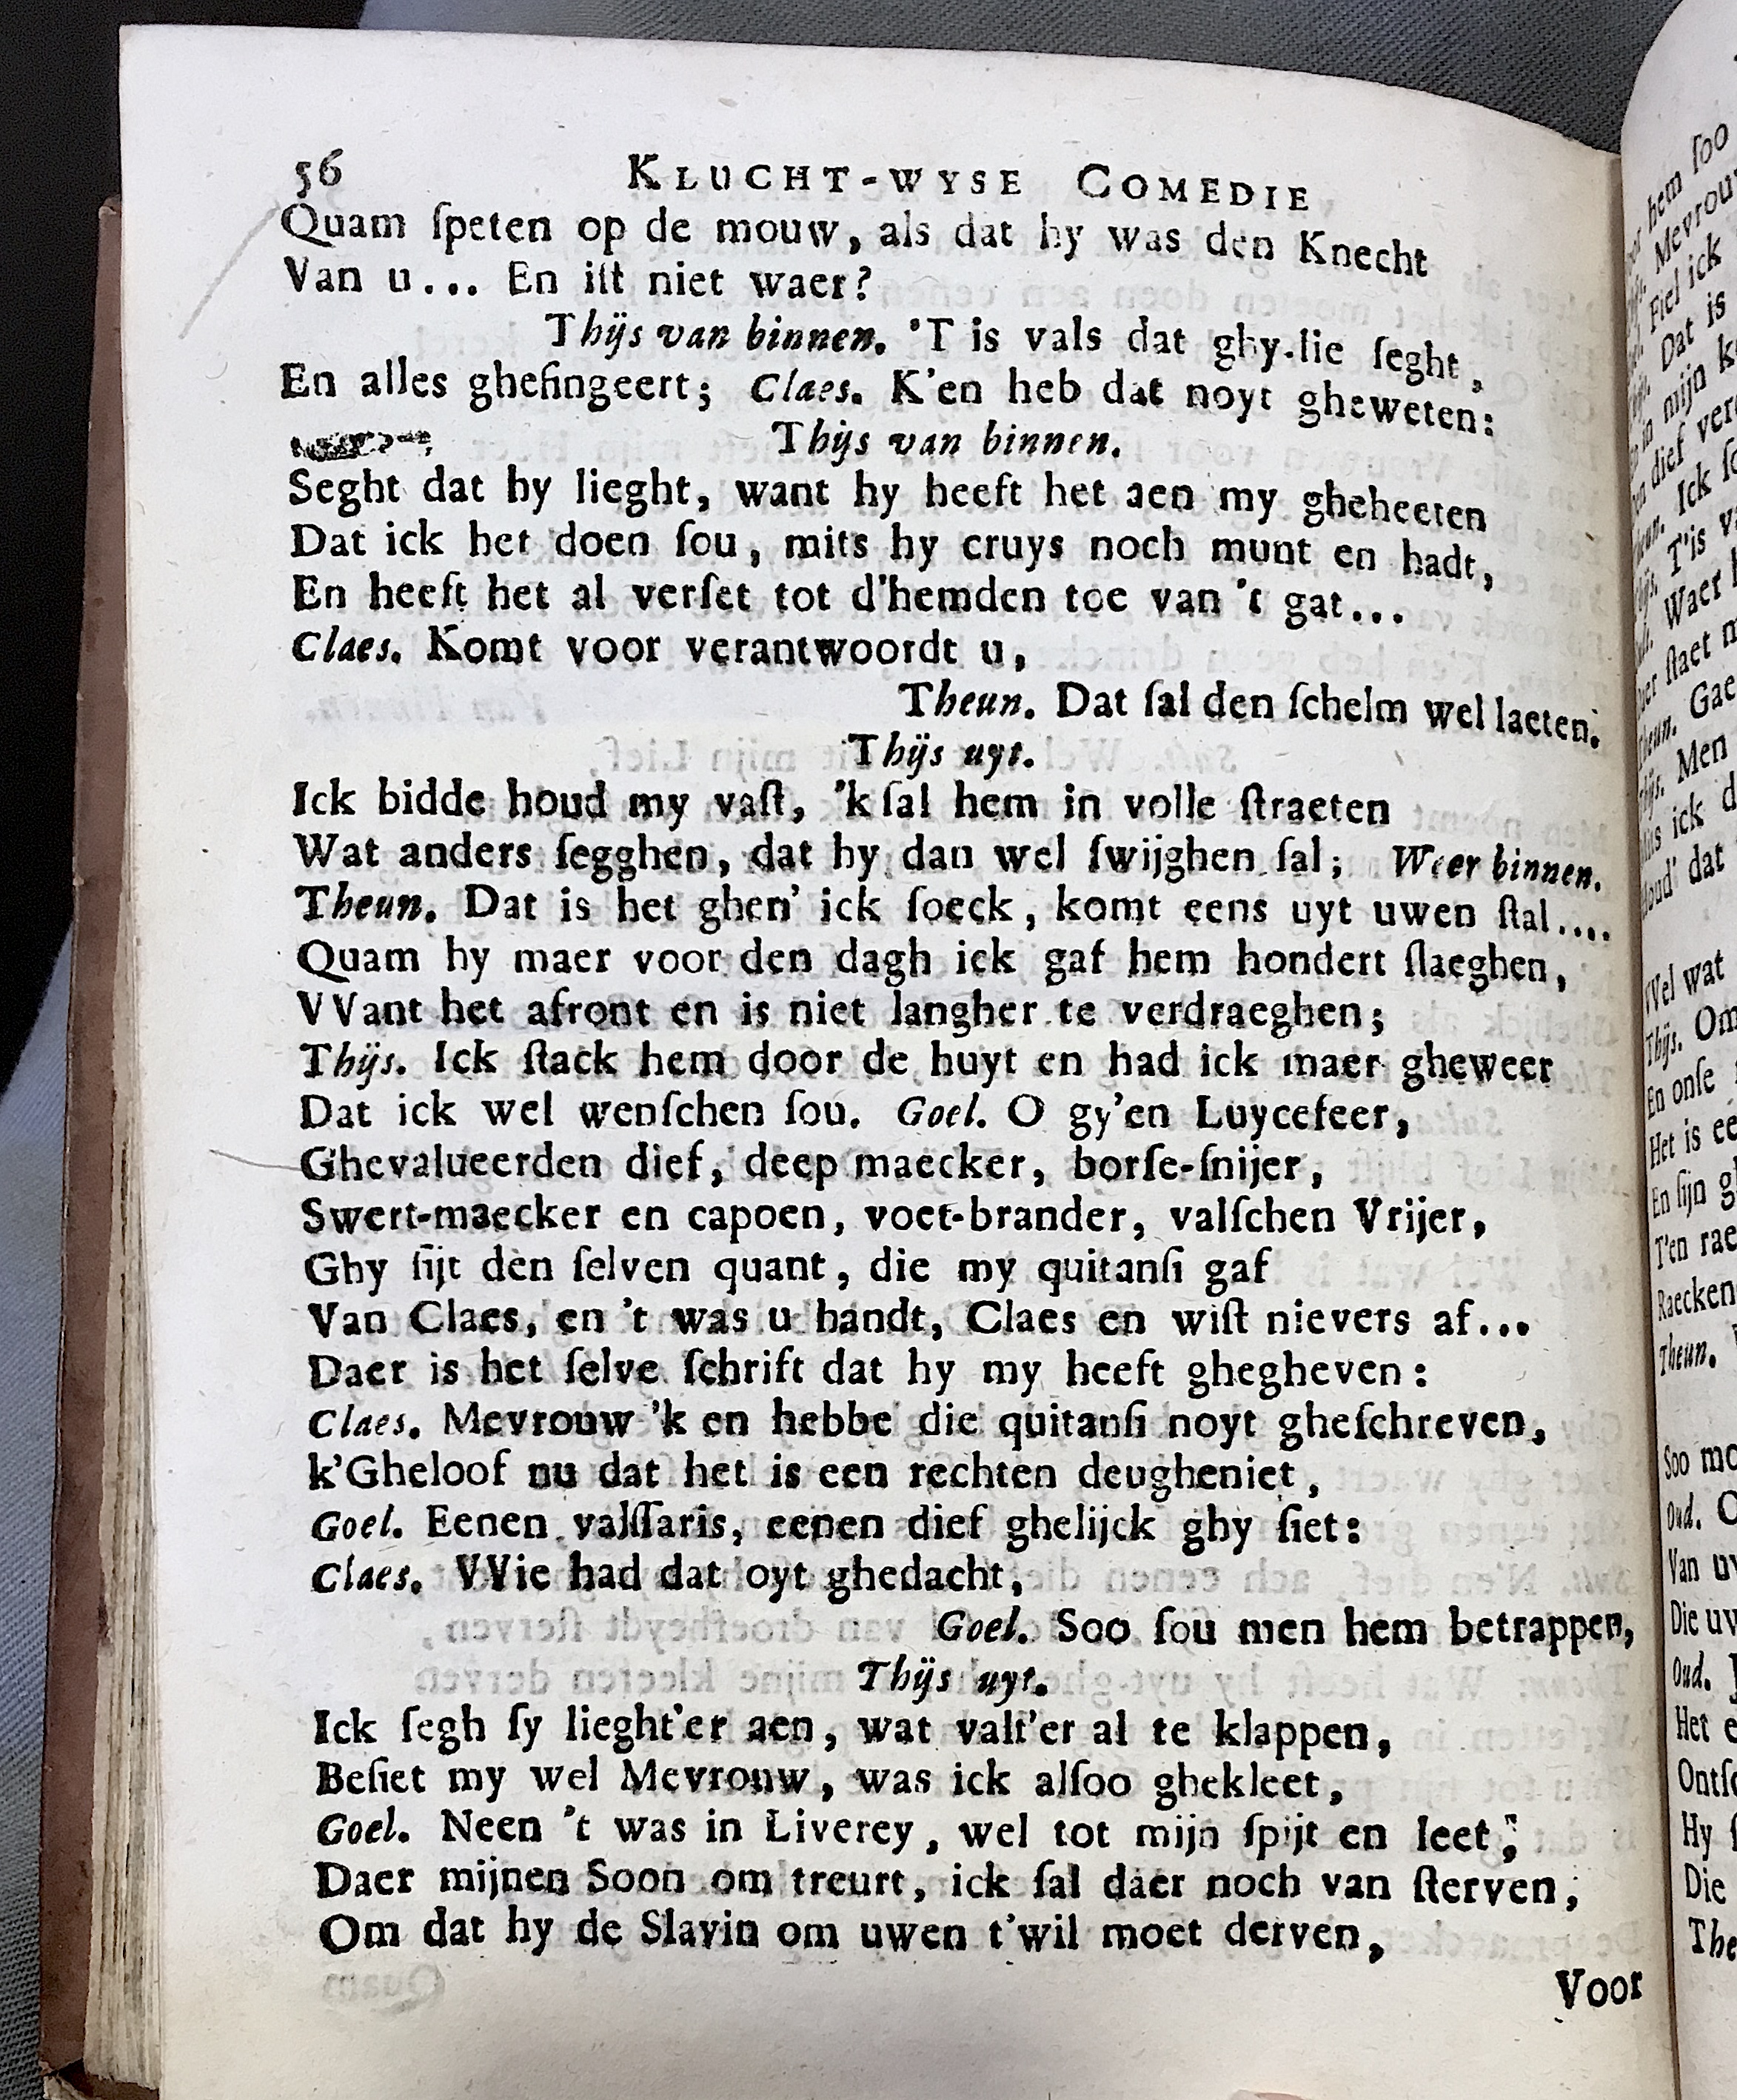 56 KLUCHT-WYSE COMEDIE
Quam ſpeten op de mouw, als dat hy was den Knecht
Van u... En iſt niet waer?
Thijs van binnen. 'T is vals dat ghy-lie ſeght,
En alles ghefingeert; Claes. K'en heb dat noyt gheweten:
Thijs van binnen.
Seght dat hy lieght, want hy heeft het aen my gheheeten
Dat ick het doen ſou, mits hy cruys noch munt en hadt,
En heeft het al verſet tot d'hemden toe van 't gat...
Claes. Komt voor verantwoordt u,
Theun. Dat ſal den ſchelm wel laeten.
Thijs uyt.
Ick bidde houd my vaſt, 'k ſal hem in volle ſtraeten
Wat anders ſegghen, dat hy dan wel ſwijghen ſal; Weer binnen.
Theun. Dat is het ghen' ick ſoeck, komt eens uyt uwen ſtal....
Quam hy maer voor den dagh ick gaf hem hondert ſlaeghen,
VVant het afront en is niet langher te verdraeghen;
Thijs. Ick ſtack hem door de huyt en had ick maer gheweer
Dat ick wel wenſchen ſou. Goel. O gy'en Luycefeer,
Ghevalueerden dief, deep maecker, borſe-ſnijer,
Swert-maecker en capoen, voet-brander, valſchen Vrijer,
Ghy ſijt den ſelven quant, die my quitanſi gaf
Van Claes, en 't was u handt, Claes en wiſt nievers af...
Daer is het ſelve ſchrift dat hy my heeft ghegheven:
Claes. Mevrouw 'k en hebbe die quitanſi noyt gheſchreven,
k'Gheloof nu dat het is een rechten deugheniet,
Goel. Eenen valſſaris, eenen dief ghelijck ghy ſiet:
Claes. VVie had dat oyt ghedacht,
Goel. Soo ſou men hem betrappen,
Thijs uyt.
Ick ſegh ſy lieght'er aen, wat valt'er al te klappen,
Beſiet my wel Mevrouw, was ick alſoo ghekleet,
Goel. Neen 't was in Liverey, wel tot mijn ſpijt en leet;
Daer mijnen Soon om treurt, ick ſal daer noch van ſterven,
Om dat hy de Slavin om uwen t'wil moet derven,
Voor